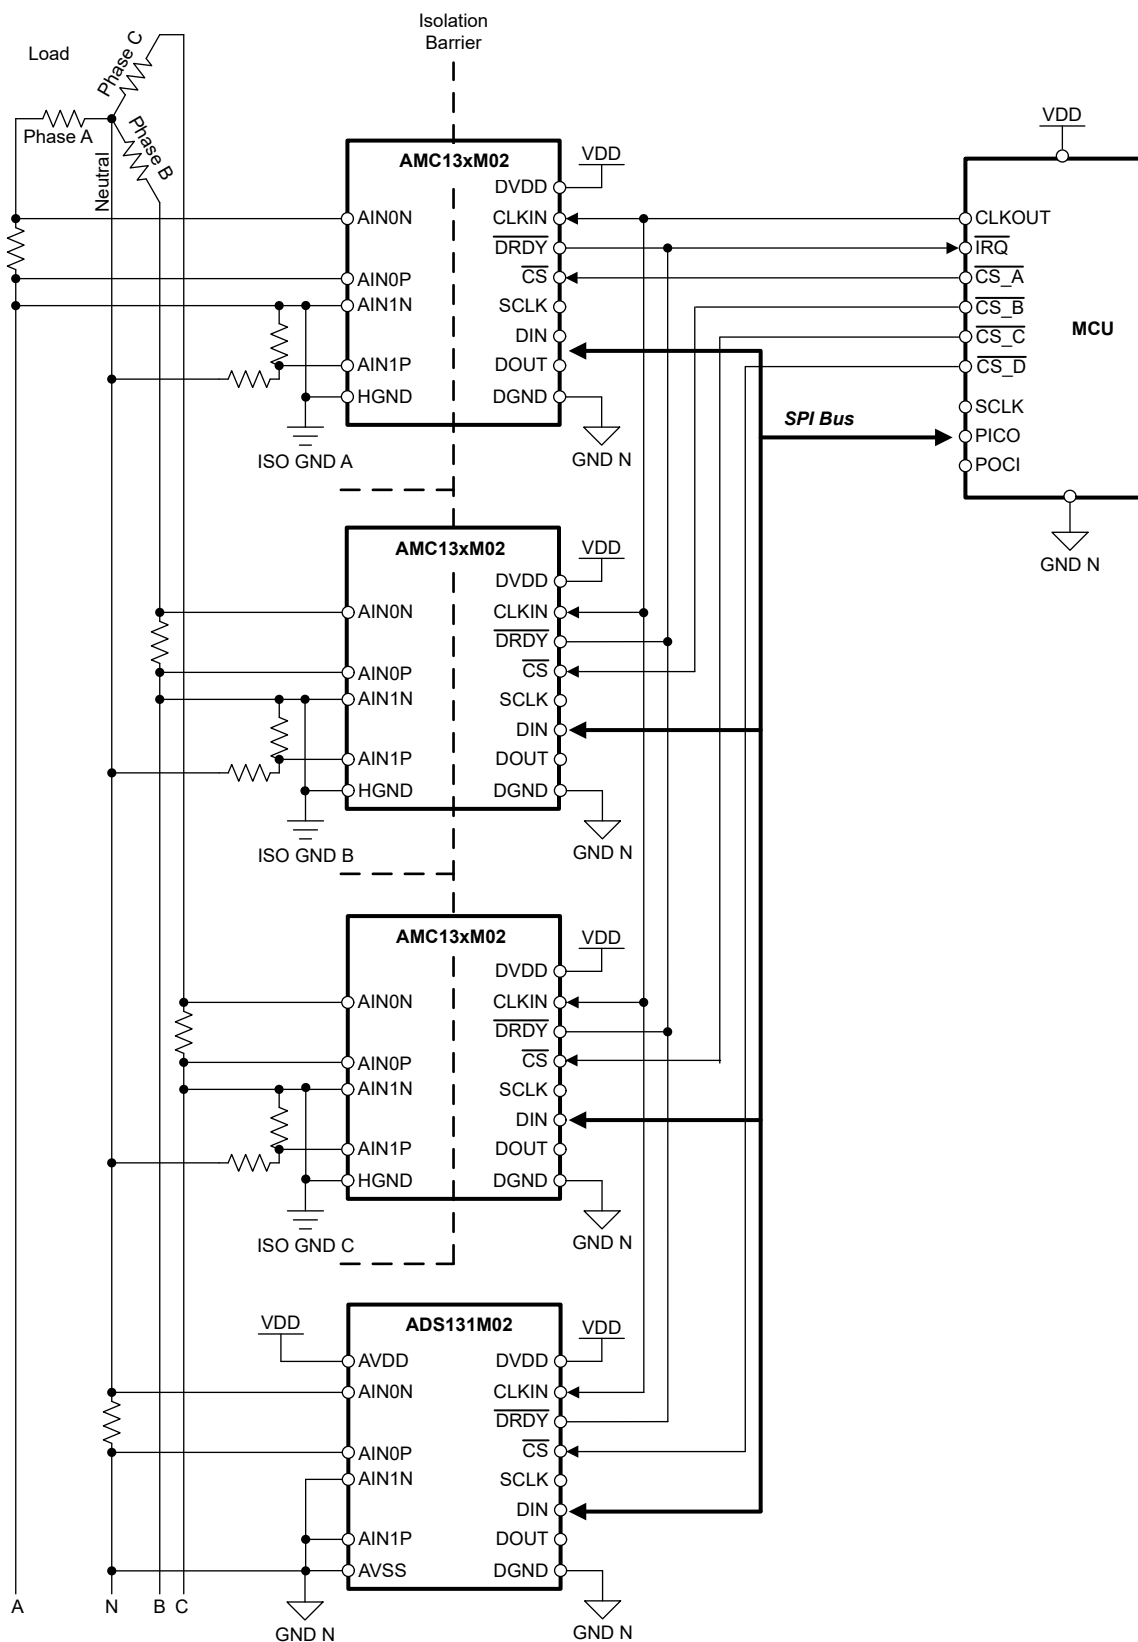 Isolation
Barrier
Load
Phase C
Phase A
Phase B
Neutral
AMC13xM02
VDD
DVDD
AIN0N
CLKIN
DRDY
AIN0P
CS
AIN1N
SCLK
DIN
AIN1P
DOUT
HGND
DGND
ISO GND A
GND N
VDD
CLKOUT
IRQ
CS_A
CS_B
CS_C
CS_D
MCU
SCLK
PICO
POCI
GND N
SPI Bus
AMC13xM02
VDD
DVDD
AIN0N
CLKIN
DRDY
AIN0P
CS
AIN1N
SCLK
DIN
AIN1P
DOUT
HGND
DGND
ISO GND B
GND N
AMC13xM02
VDD
DVDD
AIN0N
CLKIN
DRDY
AIN0P
CS
AIN1N
SCLK
DIN
AIN1P
DOUT
HGND
DGND
ISO GND C
GND N
ADS131M02
VDD
VDD
AVDD
DVDD
AIN0N
CLKIN
DRDY
AIN0P
CS
AIN1N
SCLK
DIN
AIN1P
DOUT
AVSS
DGND
GND N
GND N
A
N
B
C